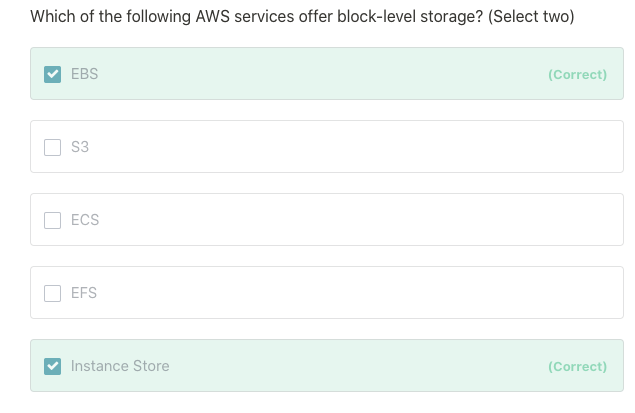 Which of the following AWS services offer block-level storage? (Select two)
EBS (Correct)
S3
ECS
EFS
Instance Store (Correct)